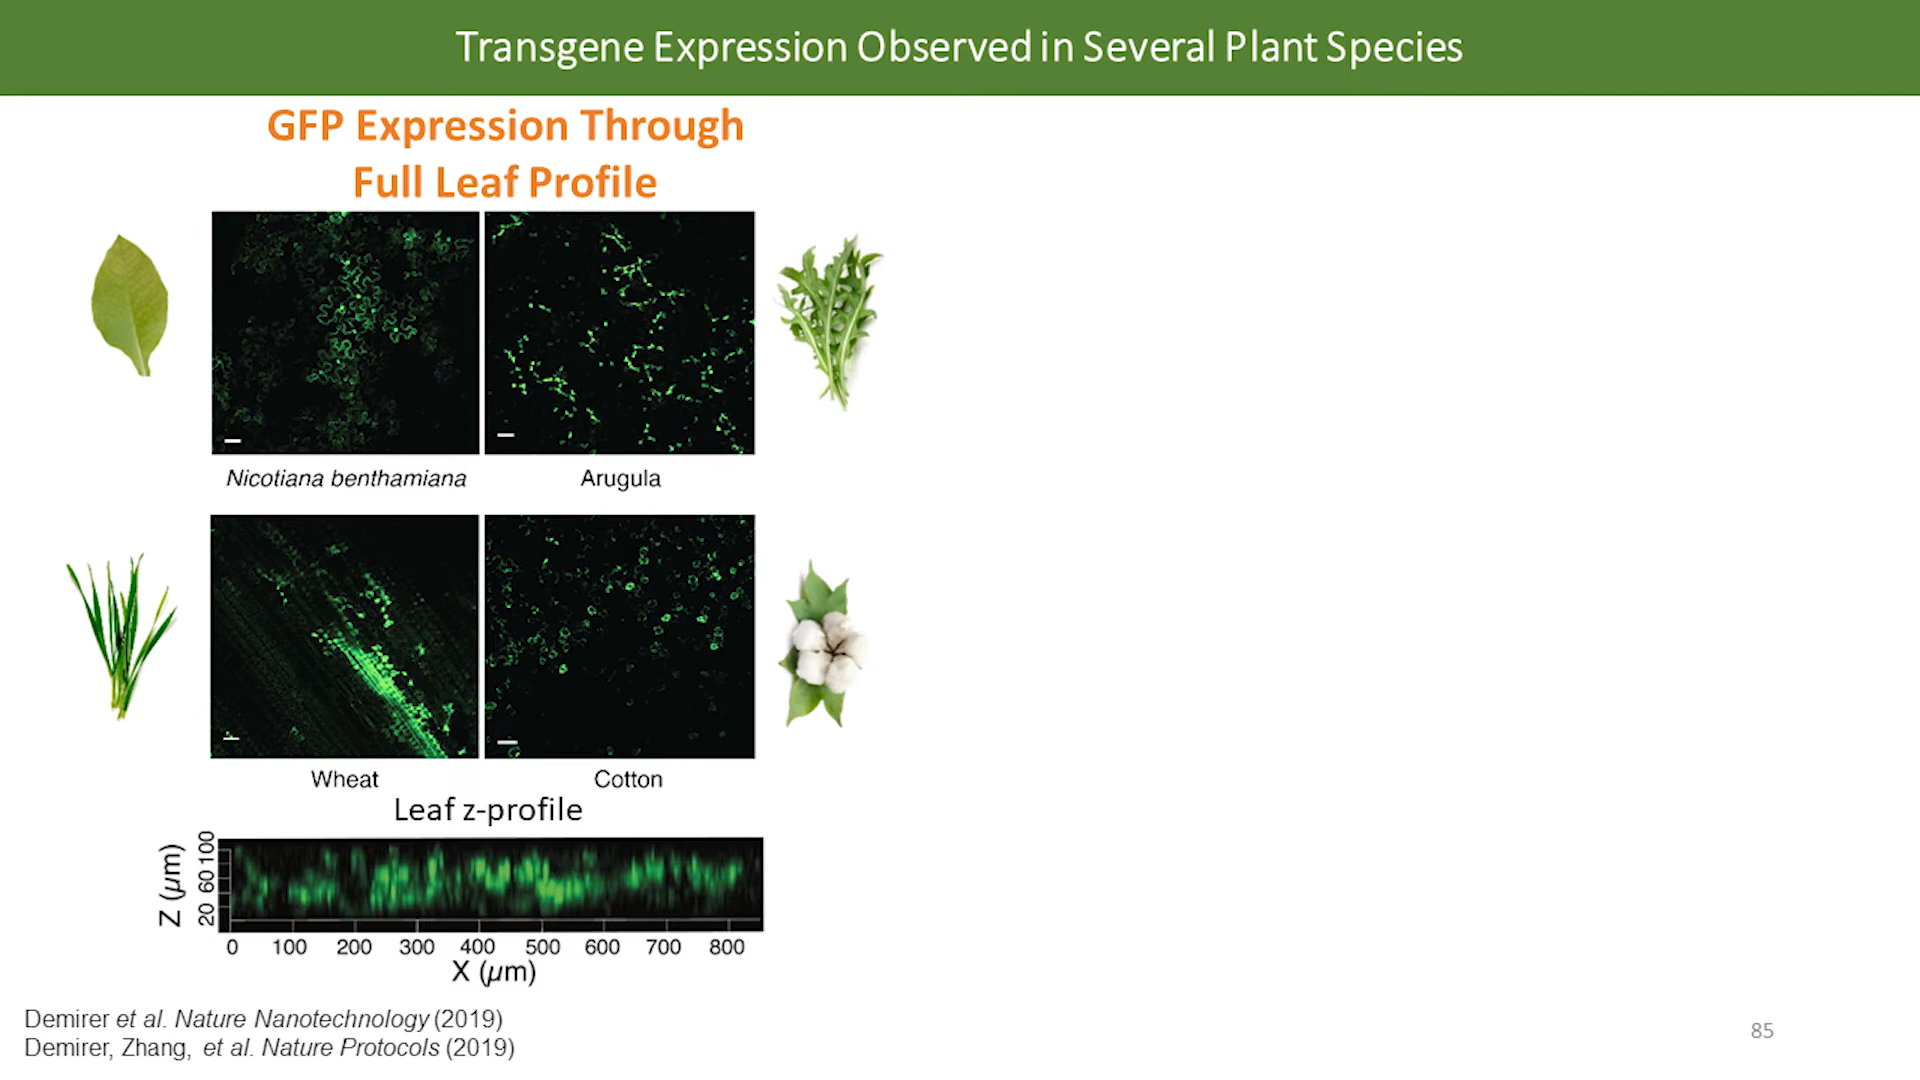 Transgene Expression Observed in Several Plant Species
GFP Expression Through
Full Leaf Profile
Nicotiana benthamiana
Arugula
Wheat
Cotton
Leaf z-profile
Z (µm)
100
60
20
0 100 200 300 400 500 600 700 800
X (µm)
Demirer et al. Nature Nanotechnology (2019)
Demirer, Zhang, et al. Nature Protocols (2019)
85